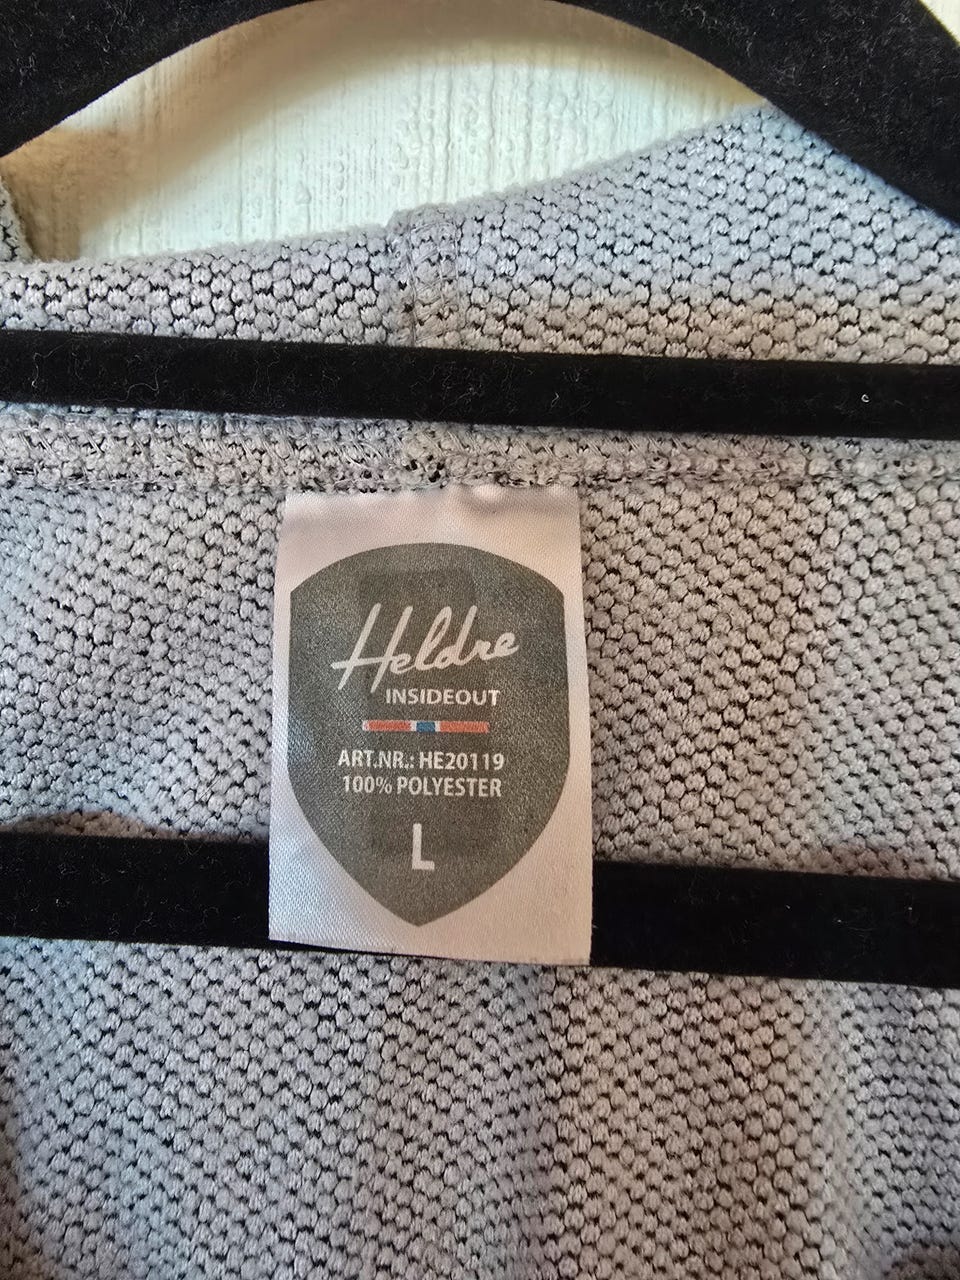 Heldre
INSIDEOUT
ART.NR.: HE20119
100% POLYESTER
L